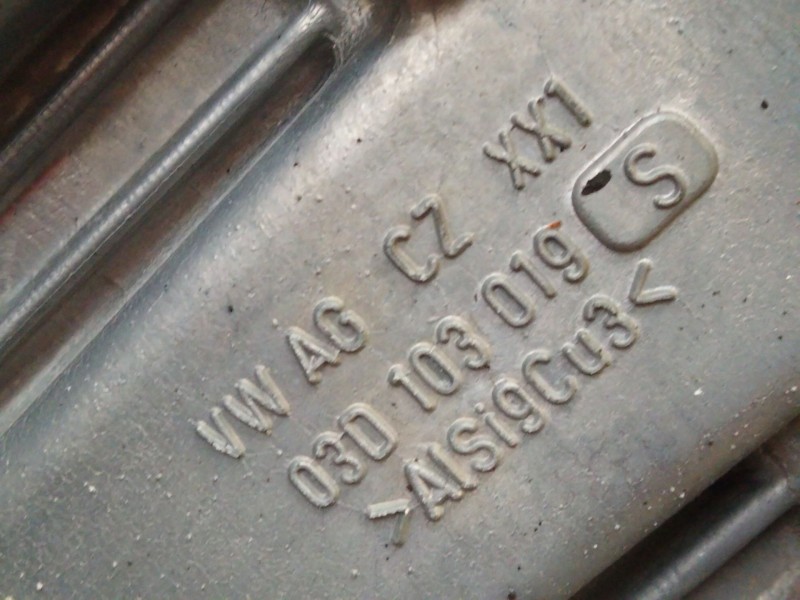 VW AG CZ XX1
03D 103 019 S
>AlSi9Cu3<